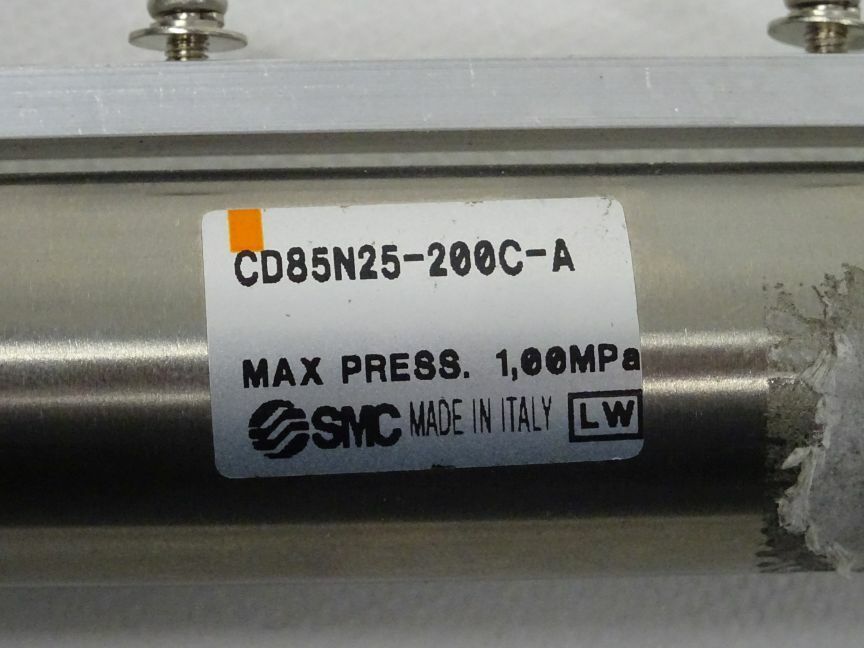 CD85N25-200C-A
MAX PRESS. 1,00MPa
SMC MADE IN ITALY LW